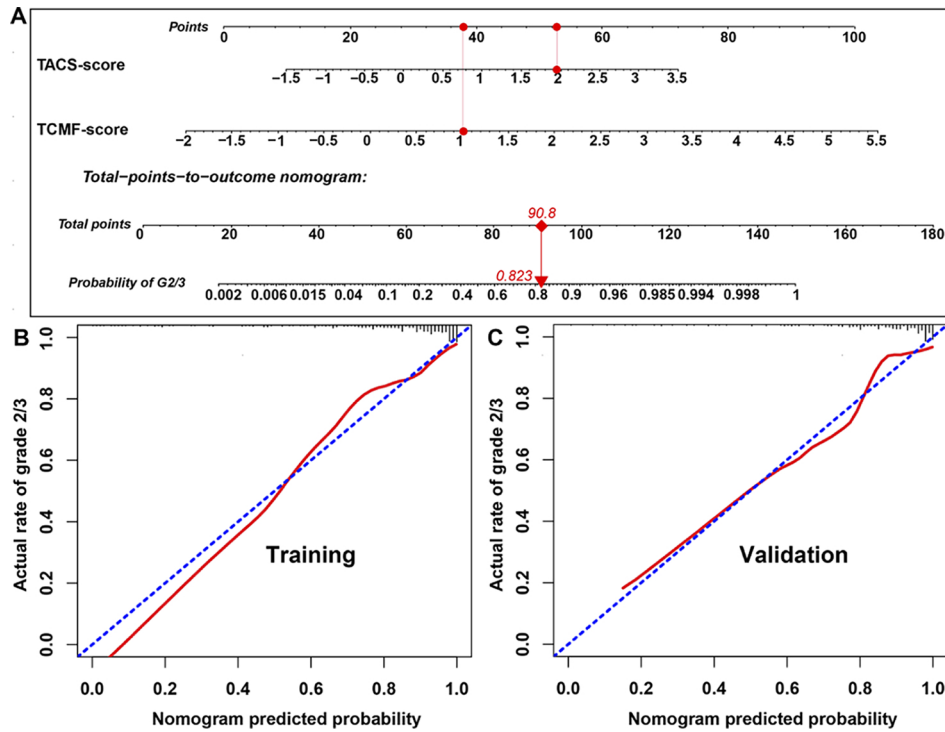 A
Points
0 20 40 60 80 100
TACS-score
−1.5 −1 −0.5 0 0.5 1 1.5 2 2.5 3 3.5
TCMF-score
−2 −1.5 −1 −0.5 0 0.5 1 1.5 2 2.5 3 3.5 4 4.5 5 5.5
Total−points−to−outcome nomogram:
90.8
Total points
0 20 40 60 80 100 120 140 160 180
0.823
Probability of G2/3
0.002 0.006 0.015 0.04 0.1 0.2 0.4 0.6 0.8 0.9 0.96 0.985 0.994 0.998 1
B
Actual rate of grade 2/3
1.0
0.8
0.6
0.4
0.2
0.0
Training
0.0 0.2 0.4 0.6 0.8 1.0
Nomogram predicted probability
C
Actual rate of grade 2/3
1.0
0.8
0.6
0.4
0.2
0.0
Validation
0.0 0.2 0.4 0.6 0.8 1.0
Nomogram predicted probability